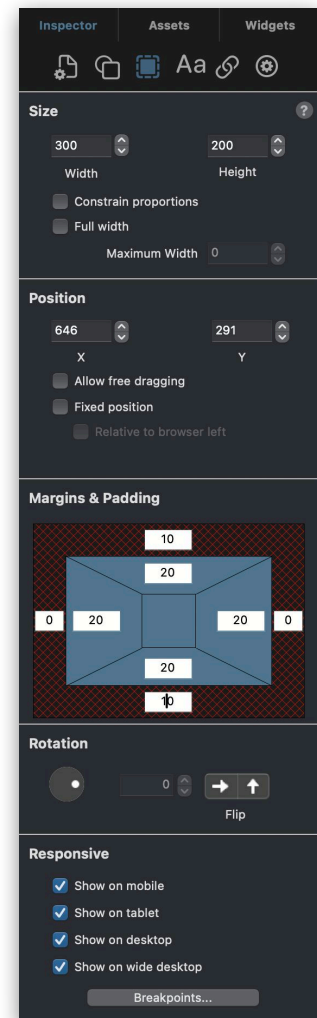 Inspector Assets Widgets
Aa
Size ?
300 200
Width Height
Constrain proportions
Full width
Maximum Width 0
Position
646 291
X Y
Allow free dragging
Fixed position
Relative to browser left
Margins & Padding
10
20
0 20 20 0
20
10
Rotation
0
Flip
Responsive
Show on mobile
Show on tablet
Show on desktop
Show on wide desktop
Breakpoints...